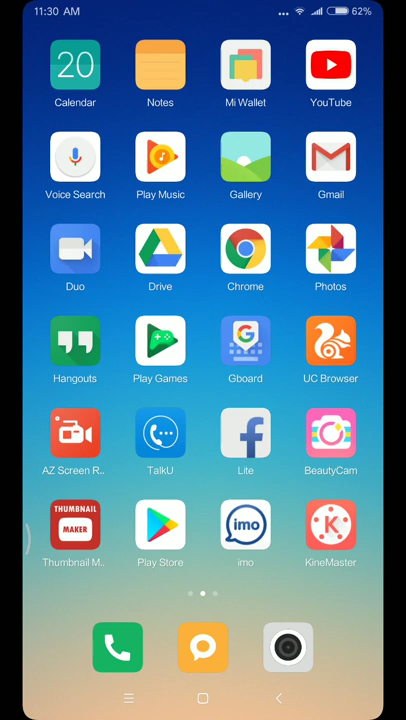 11:30 AM
62%
20
Calendar
Notes
Mi Wallet
YouTube
Voice Search
Play Music
Gallery
Gmail
Duo
Drive
Chrome
Photos
G
Hangouts
Play Games
Gboard
UC Browser
f
AZ Screen R..
TalkU
Lite
BeautyCam
THUMBNAIL
MAKER
imo
K
Thumbnail M..
Play Store
imo
KineMaster